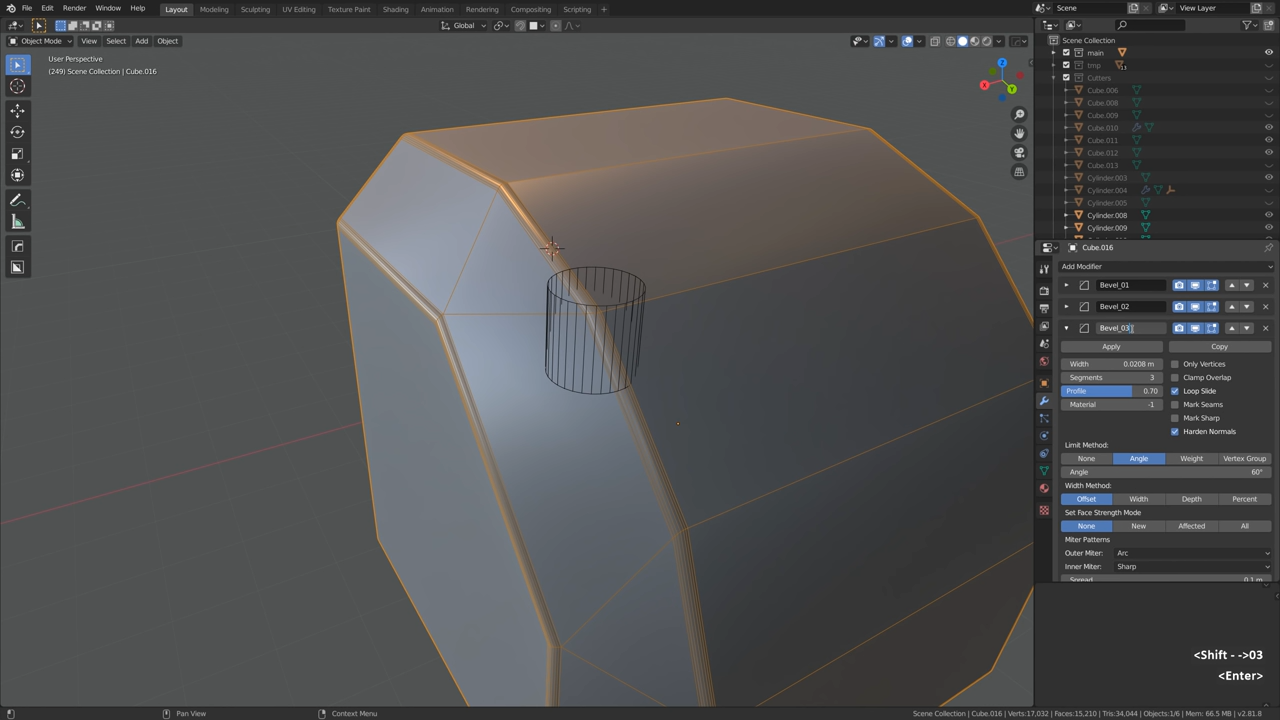 File Edit Render Window Help Layout Modeling Sculpting UV Editing Texture Paint Shading Animation Rendering Compositing Scripting + Scene View Layer
Global
Object Mode View Select Add Object
User Perspective
(249) Scene Collection | Cube.016
Z
X
Y
Scene Collection
main
tmp 13
Cutters
Cube.006
Cube.008
Cube.009
Cube.010
Cube.011
Cube.012
Cube.013
Cylinder.003
Cylinder.004
Cylinder.005
Cylinder.008
Cylinder.009
Cube.016
Add Modifier
Bevel_01
Bevel_02
Bevel_03
Apply Copy
Width 0.0208 m Only Vertices
Segments 3 Clamp Overlap
Profile 0.70 Loop Slide
Material -1 Mark Seams
Mark Sharp
Harden Normals
Limit Method:
None Angle Weight Vertex Group
Angle 60°
Width Method:
Offset Width Depth Percent
Set Face Strength Mode
None New Affected All
Miter Patterns
Outer Miter: Arc
Inner Miter: Sharp
Spread 0.1 m
<Shift - ->03
<Enter>
Pan View Context Menu Scene Collection | Cube.016 | Verts:17,032 | Faces:15,210 | Tris:34,044 | Objects:1/6 | Mem: 66.5 MB | v2.81.8